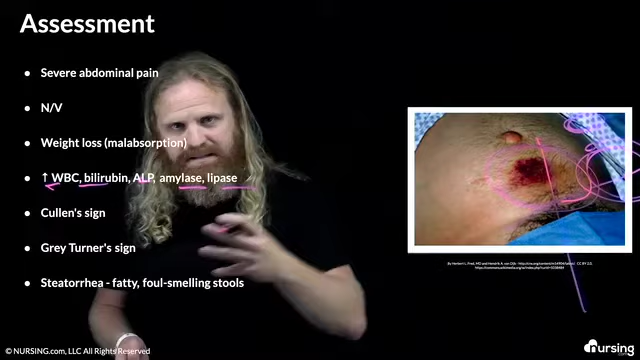 Assessment
• Severe abdominal pain
• N/V
• Weight loss (malabsorption)
• ↑ WBC, bilirubin, ALP, amylase, lipase
• Cullen's sign
• Grey Turner's sign
• Steatorrhea - fatty, foul-smelling stools
© NURSING.com, LLC All Rights Reserved
nursing